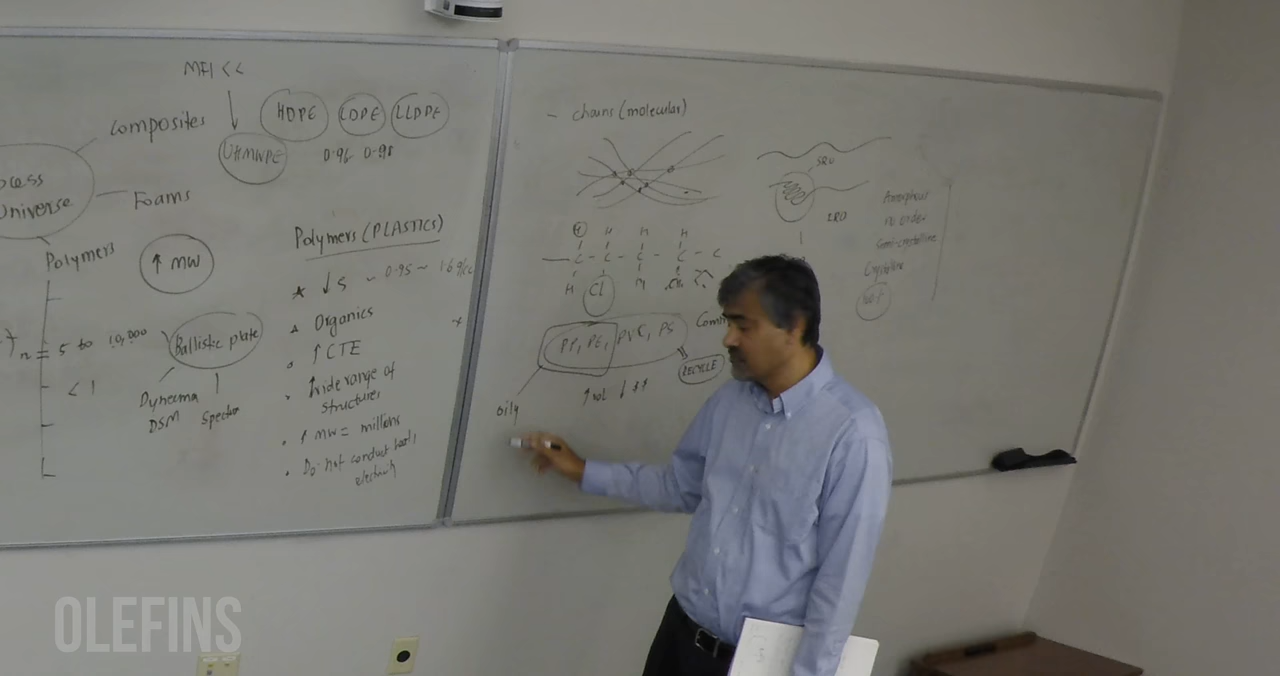 MFI <<
HDPE LDPE LLDPE
UHMWPE
0.96 0.98
Composites
Universe
Foams
Polymers
↑ MW
5 to 10,000
< 1
Ballistic plate
Dyneema
DSM
Spectra
Polymers (PLASTICS)
↓ S ~ 0.95 ~ 1.6 g/cc
Organics
↑ CTE
Wide range of
structures
↑ MW = millions
Do not conduct heat,
electricity
- chains (molecular)
SRO
LRO
Amorphous
no order
Semi-crystalline
Crystalline
H H H H
C - C - C - C - C
H Cl H
PP, PE, PVC, PS
RECYCLE
↑ vol ↓ $$
oily
OLEFINS